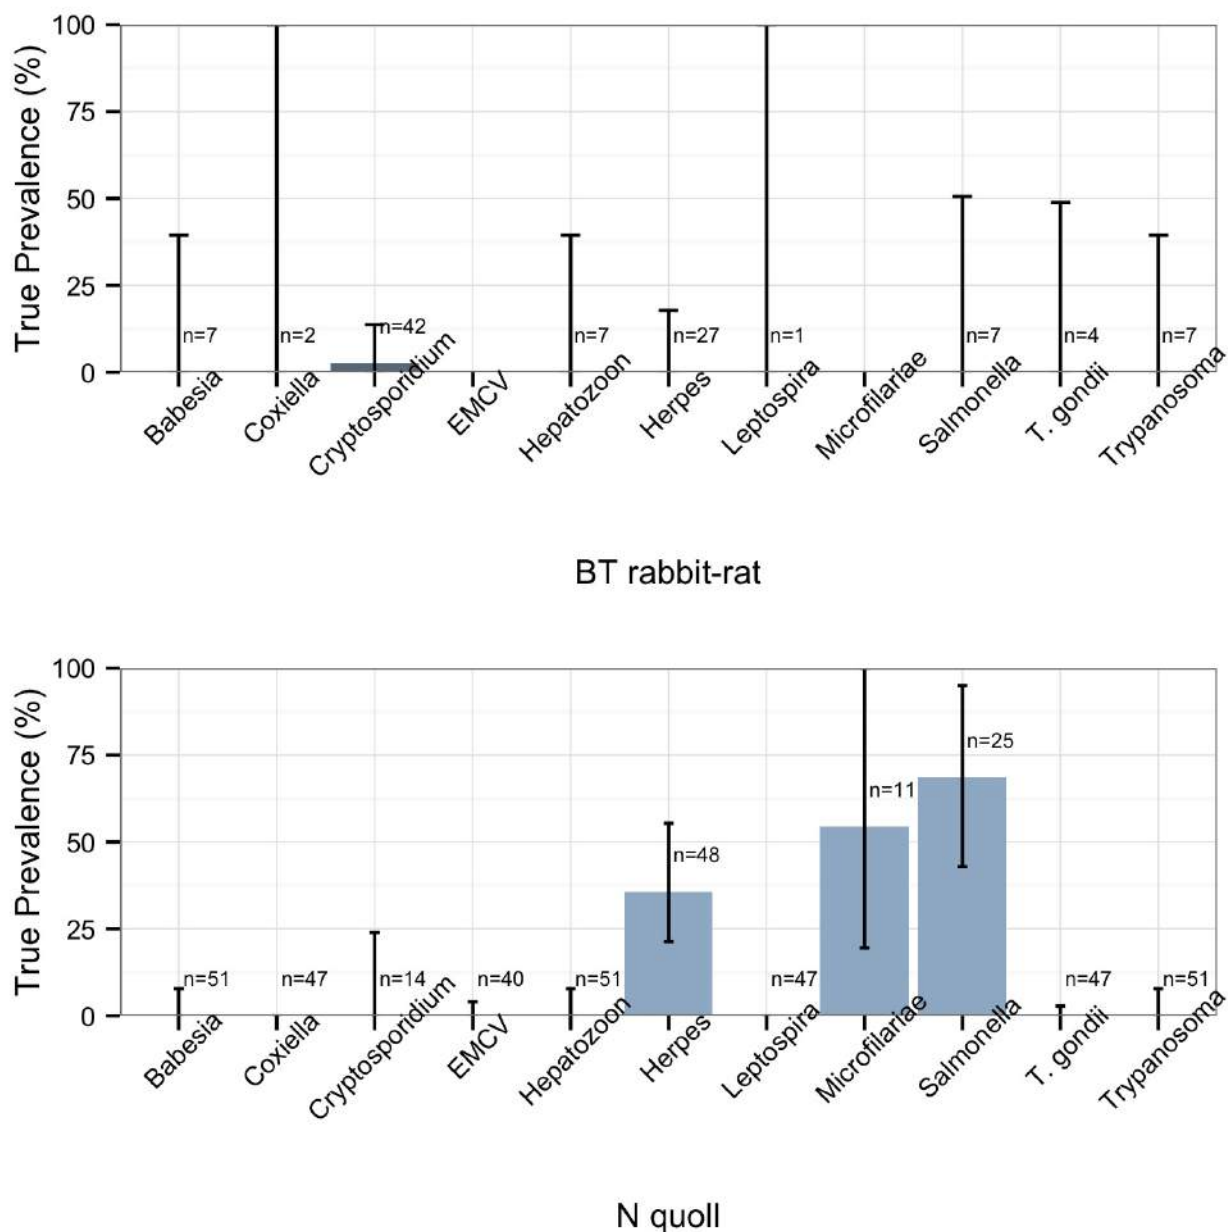 True Prevalence (%)
100
75
50
25
0
n=7
n=2
n=42
n=7
n=27
n=1
n=7
n=4
n=7
Babesia
Coxiella
Cryptosporidium
EMCV
Hepatozoon
Herpes
Leptospira
Microfilariae
Salmonella
T. gondii
Trypanosoma
BT rabbit-rat
True Prevalence (%)
100
75
50
25
0
n=51
n=47
n=14
n=40
n=51
n=48
n=47
n=11
n=25
n=47
n=51
Babesia
Coxiella
Cryptosporidium
EMCV
Hepatozoon
Herpes
Leptospira
Microfilariae
Salmonella
T. gondii
Trypanosoma
N quoll